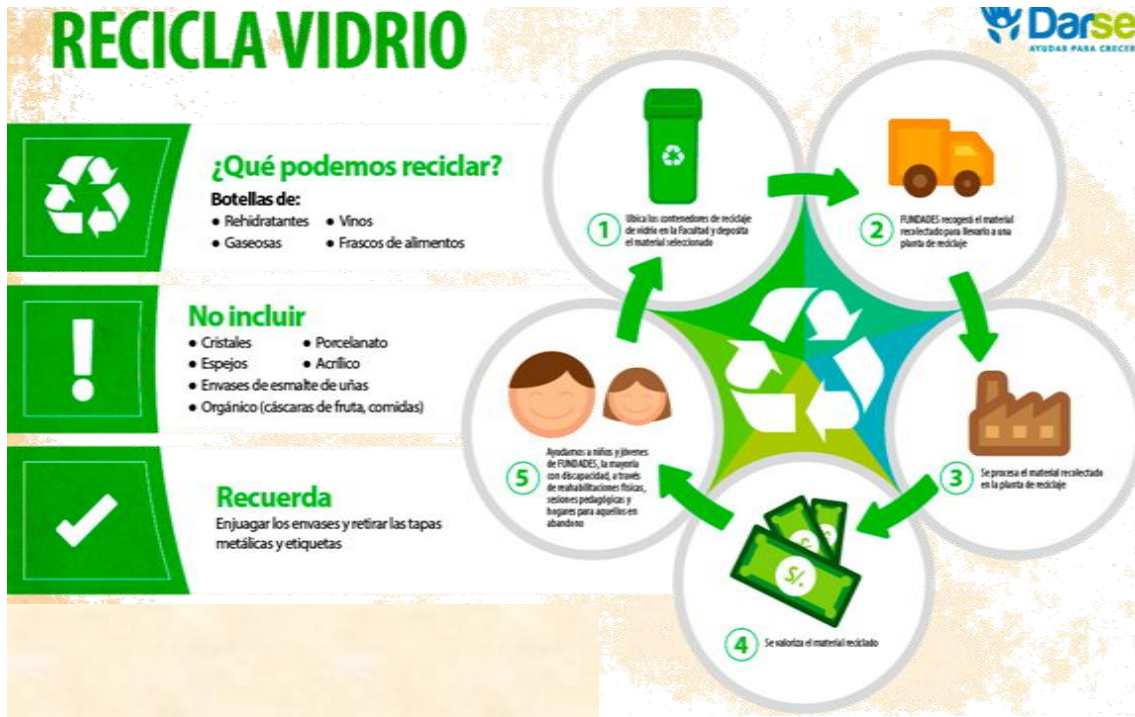 RECICLA VIDRIO
Darse
AYUDAR PARA CRECER
¿Qué podemos reciclar?
Botellas de:
• Rehidratantes • Vinos
• Gaseosas • Frascos de alimentos
No incluir
• Cristales • Porcelanato
• Espejos • Acrílico
• Envases de esmalte de uñas
• Orgánico (cáscaras de fruta, comidas)
Recuerda
Enjuagar los envases y retirar las tapas
metálicas y etiquetas
1
Ubica los contenedores de reciclaje
de vidrio en la Facultad y deposita
el material seleccionado
2
FUNDADES recogerá el material
recolectado para llevarlo a una
planta de reciclaje
3
Se procesa el material recolectado
en la planta de reciclaje
S/.
4
Se valoriza el material reciclado
5
Ayudamos a niños y jóvenes
de FUNDADES, la mayoría
con discapacidad, a través
de reahabilitaciones físicas,
sesiones pedagógicas y
hogares para aquellos en
abandono